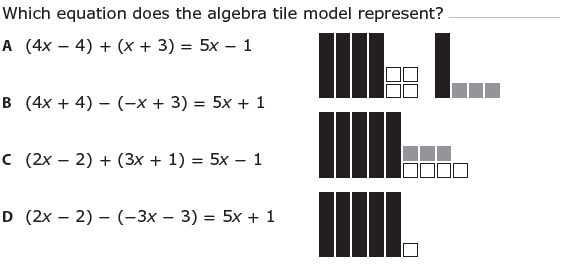 Which equation does the algebra tile model represent?
A (4x − 4) + (x + 3) = 5x − 1
B (4x + 4) − (−x + 3) = 5x + 1
C (2x − 2) + (3x + 1) = 5x − 1
D (2x − 2) − (−3x − 3) = 5x + 1